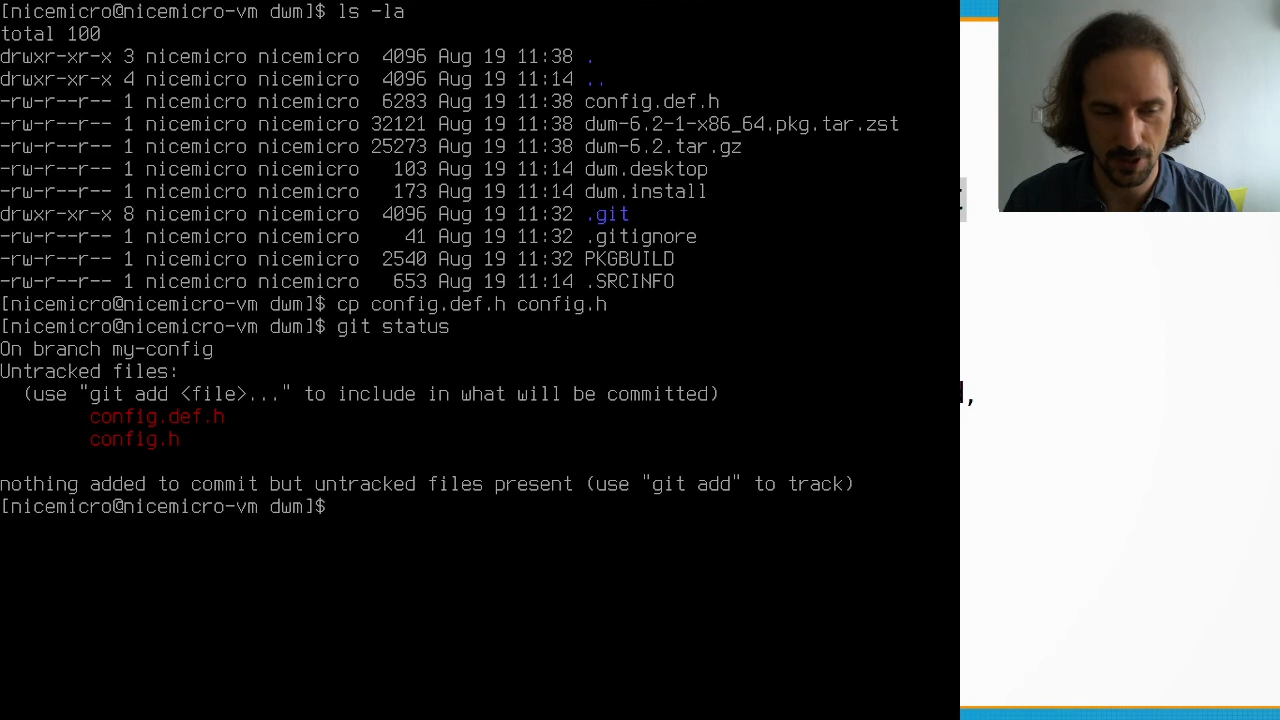 [nicemicro@nicemicro-vm dwm]$ ls -la
total 100
drwxr-xr-x 3 nicemicro nicemicro  4096 Aug 19 11:38 .
drwxr-xr-x 4 nicemicro nicemicro  4096 Aug 19 11:14 ..
-rw-r--r-- 1 nicemicro nicemicro  6283 Aug 19 11:38 config.def.h
-rw-r--r-- 1 nicemicro nicemicro 32121 Aug 19 11:38 dwm-6.2-1-x86_64.pkg.tar.zst
-rw-r--r-- 1 nicemicro nicemicro 25273 Aug 19 11:38 dwm-6.2.tar.gz
-rw-r--r-- 1 nicemicro nicemicro   103 Aug 19 11:14 dwm.desktop
-rw-r--r-- 1 nicemicro nicemicro   173 Aug 19 11:14 dwm.install
drwxr-xr-x 8 nicemicro nicemicro  4096 Aug 19 11:32 .git
-rw-r--r-- 1 nicemicro nicemicro    41 Aug 19 11:32 .gitignore
-rw-r--r-- 1 nicemicro nicemicro  2540 Aug 19 11:32 PKGBUILD
-rw-r--r-- 1 nicemicro nicemicro   653 Aug 19 11:14 .SRCINFO
[nicemicro@nicemicro-vm dwm]$ cp config.def.h config.h
[nicemicro@nicemicro-vm dwm]$ git status
On branch my-config
Untracked files:
  (use "git add <file>..." to include in what will be committed)
        config.def.h
        config.h
nothing added to commit but untracked files present (use "git add" to track)
[nicemicro@nicemicro-vm dwm]$